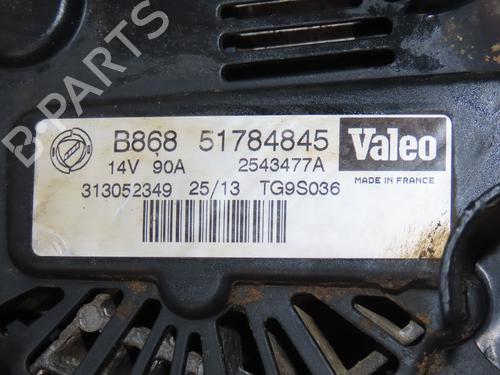 B-PARTS
B868 51784845
14V 90A 2543477A
313052349 25/13 TG9S036
Valeo
MADE IN FRANCE